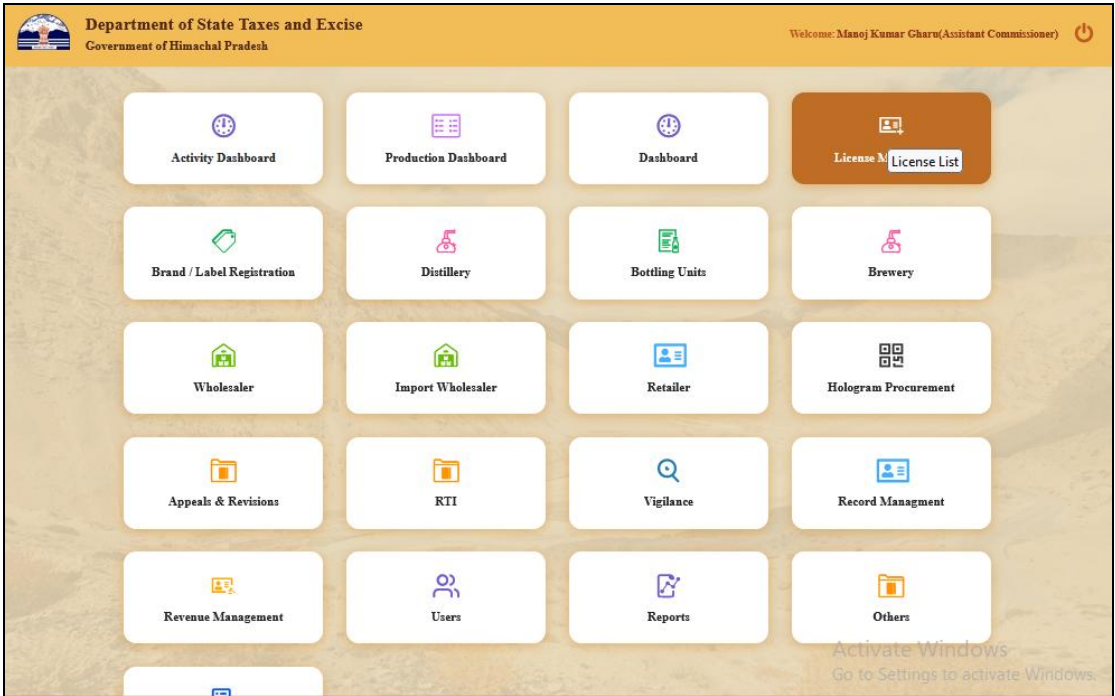 Department of State Taxes and Excise
Government of Himachal Pradesh
Welcome: Manoj Kumar Gharu(Assistant Commissioner)
Activity Dashboard
Production Dashboard
Dashboard
License M
License List
Brand / Label Registration
Distillery
Bottling Units
Brewery
Wholesaler
Import Wholesaler
Retailer
Hologram Procurement
Appeals & Revisions
RTI
Vigilance
Record Managment
Revenue Management
Users
Reports
Others
Activate Windows
Go to Settings to activate Windows.